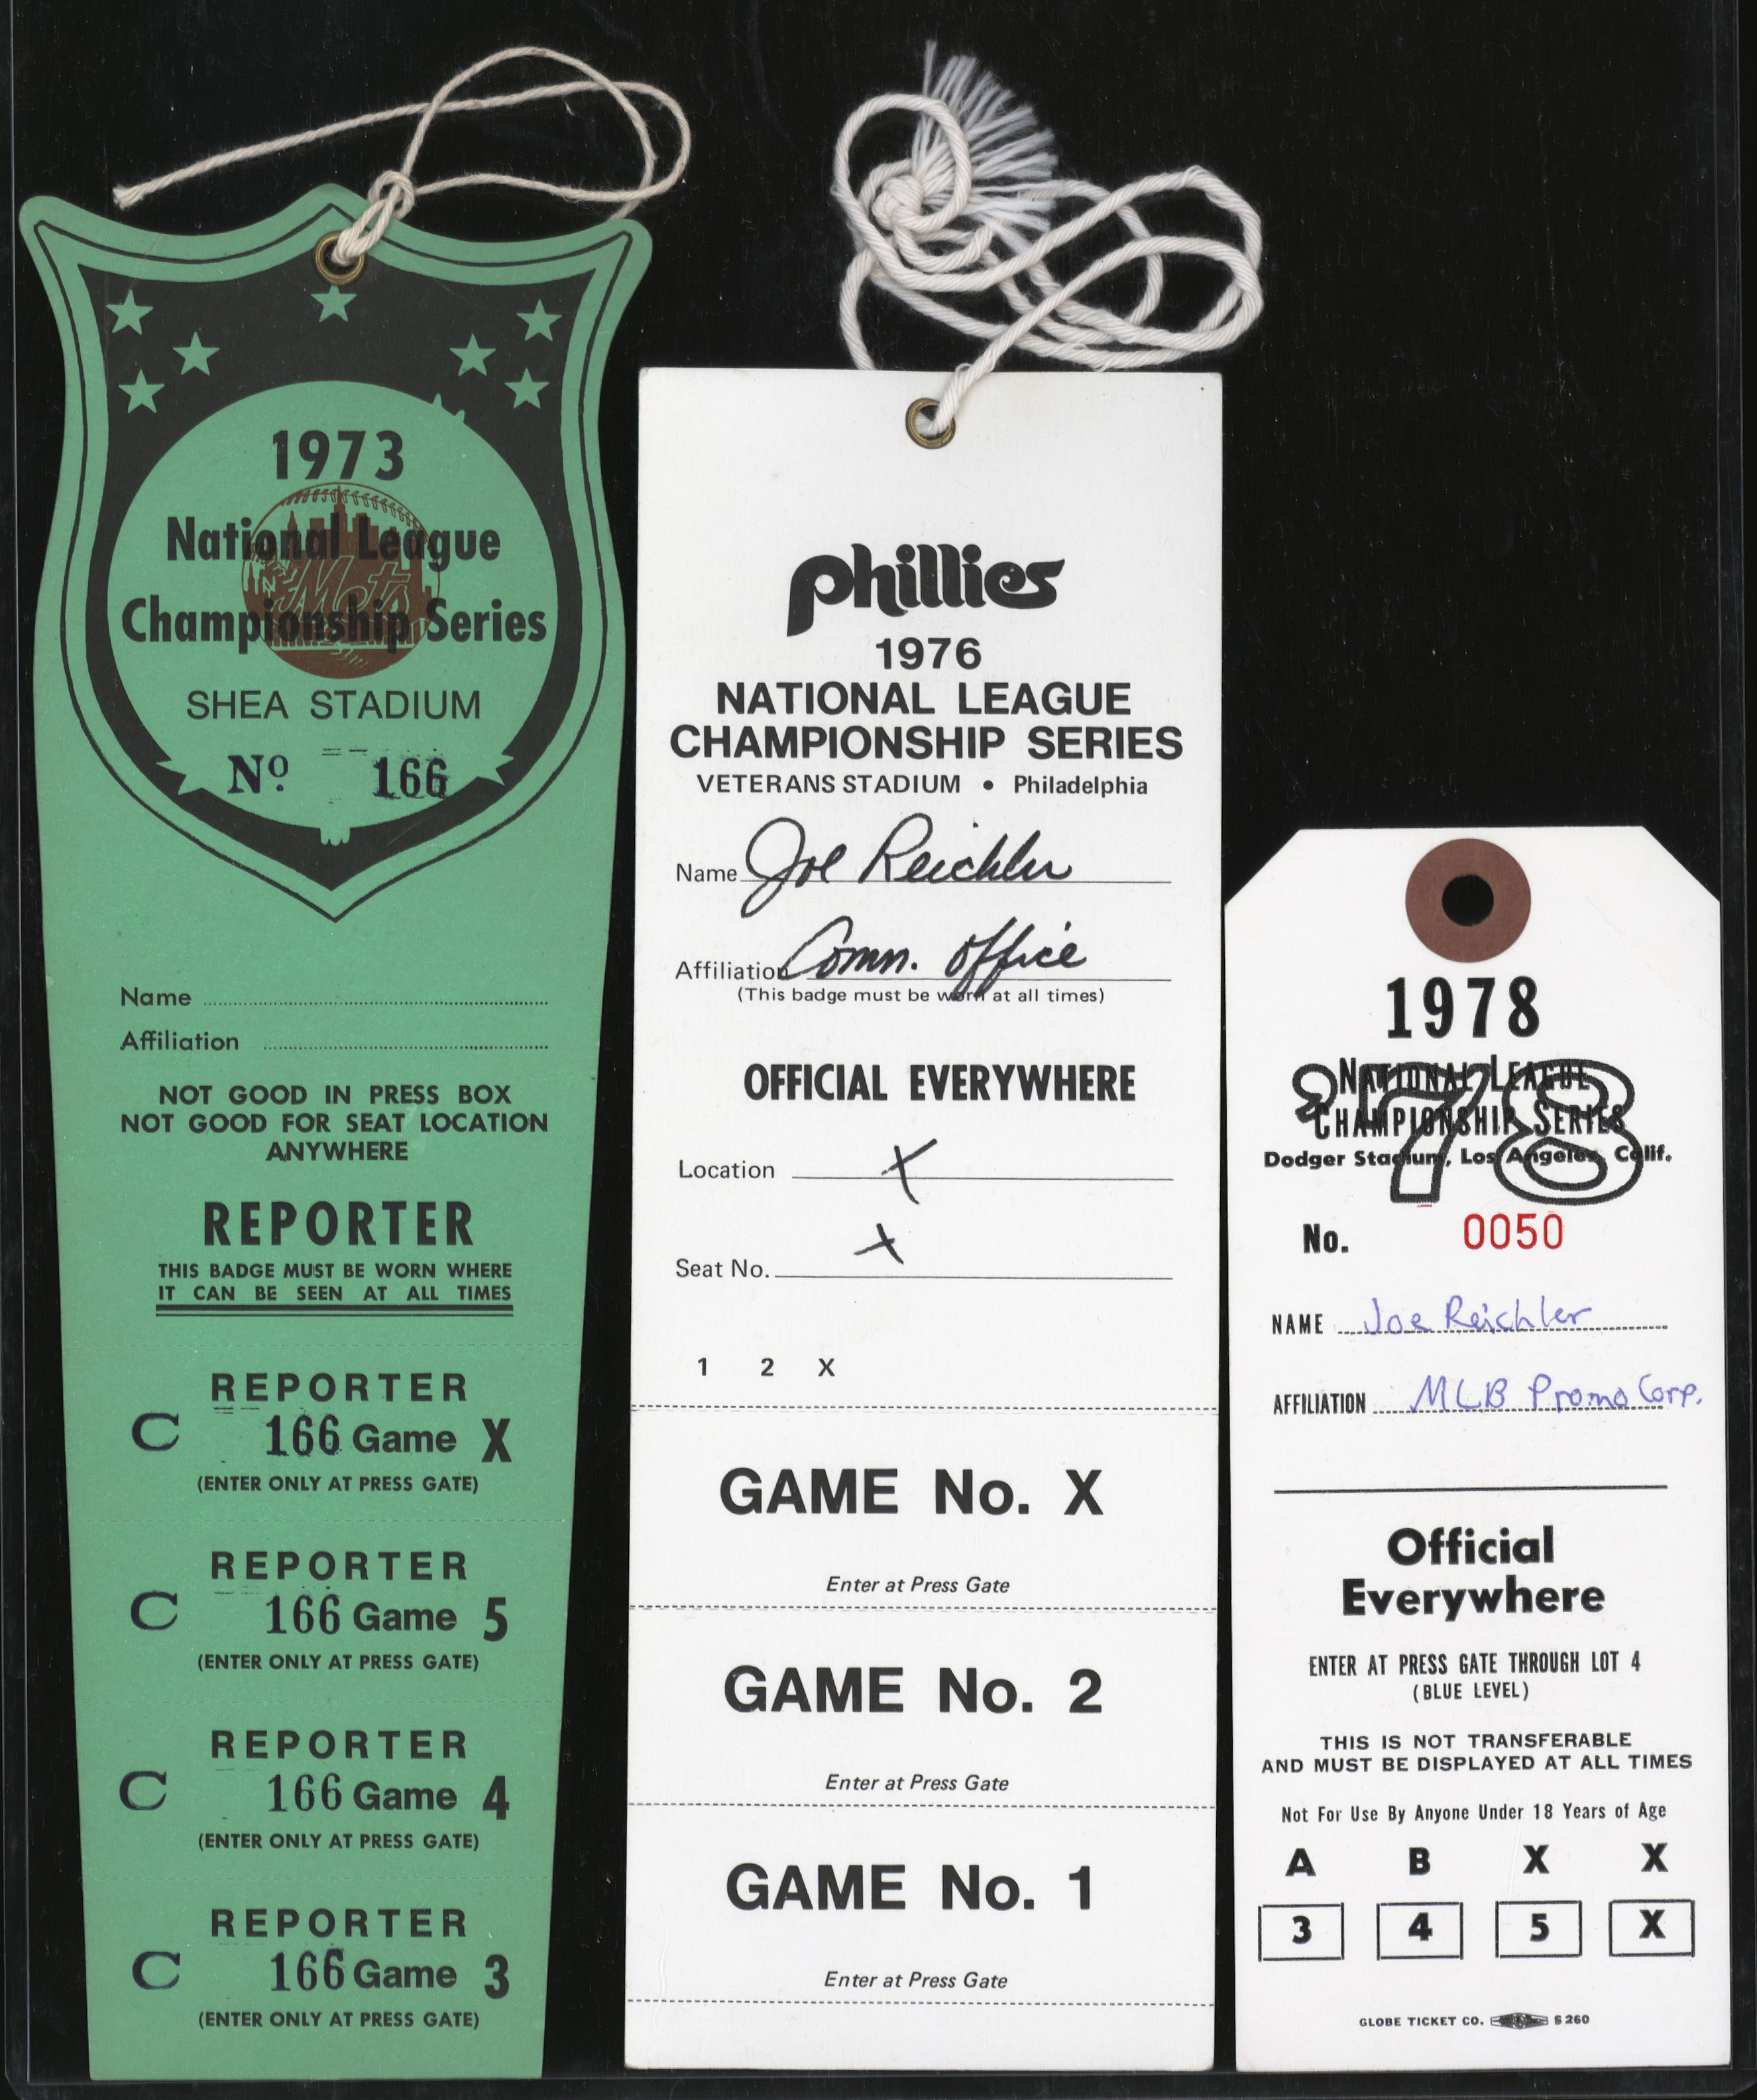 1973
National League
Championship Series
Mets
SHEA STADIUM
Nº 166
Name
Affiliation
NOT GOOD IN PRESS BOX
NOT GOOD FOR SEAT LOCATION
ANYWHERE
REPORTER
THIS BADGE MUST BE WORN WHERE
IT CAN BE SEEN AT ALL TIMES
REPORTER
C 166 Game X
(ENTER ONLY AT PRESS GATE)
REPORTER
C 166 Game 5
(ENTER ONLY AT PRESS GATE)
REPORTER
C 166 Game 4
(ENTER ONLY AT PRESS GATE)
REPORTER
C 166 Game 3
(ENTER ONLY AT PRESS GATE)
phillies
1976
NATIONAL LEAGUE
CHAMPIONSHIP SERIES
VETERANS STADIUM • Philadelphia
Name Joe Reichler
Affiliation Comm. Office
(This badge must be worn at all times)
OFFICIAL EVERYWHERE
Location X
Seat No. X
1 2 X
GAME No. X
Enter at Press Gate
GAME No. 2
Enter at Press Gate
GAME No. 1
Enter at Press Gate
1978
'78
NATIONAL LEAGUE
CHAMPIONSHIP SERIES
Dodger Stadium, Los Angeles, Calif.
No. 0050
NAME Joe Reichler
AFFILIATION MLB Promo Corp.
Official
Everywhere
ENTER AT PRESS GATE THROUGH LOT 4
(BLUE LEVEL)
THIS IS NOT TRANSFERABLE
AND MUST BE DISPLAYED AT ALL TIMES
Not For Use By Anyone Under 18 Years of Age
A B X X
3 4 5 X
GLOBE TICKET CO. S 260